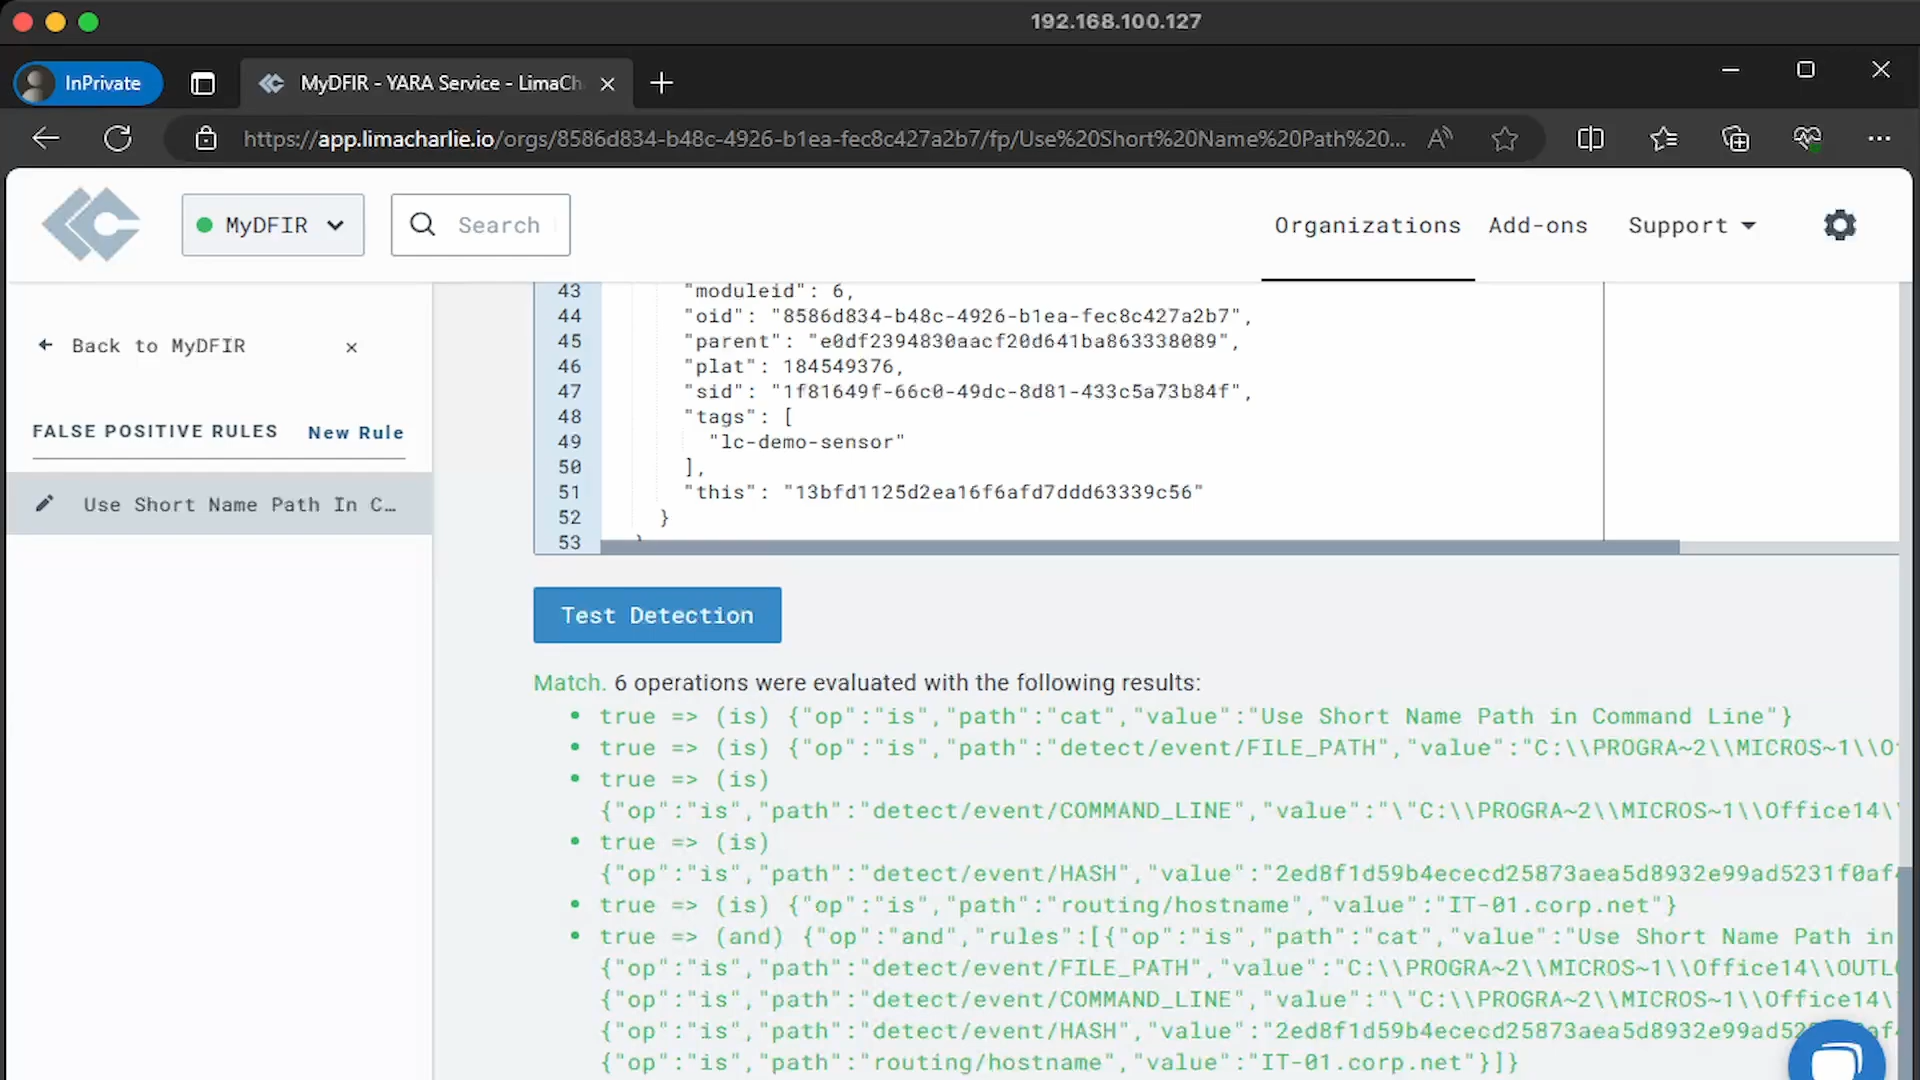 192.168.100.127
InPrivate
MyDFIR - YARA Service - LimaCh
https://app.limacharlie.io/orgs/8586d834-b48c-4926-b1ea-fec8c427a2b7/fp/Use%20Short%20Name%20Path%20...
MyDFIR
Search
Organizations
Add-ons
Support
Back to MyDFIR
FALSE POSITIVE RULES
New Rule
Use Short Name Path In C…
43 "moduleid": 6,
44 "oid": "8586d834-b48c-4926-b1ea-fec8c427a2b7",
45 "parent": "e0df2394830aacf20d641ba863338089",
46 "plat": 184549376,
47 "sid": "1f81649f-66c0-49dc-8d81-433c5a73b84f",
48 "tags": [
49 "lc-demo-sensor"
50 ],
51 "this": "13bfd1125d2ea16f6afd7ddd63339c56"
52 }
53 }
Test Detection
Match. 6 operations were evaluated with the following results:
• true => (is) {"op":"is","path":"cat","value":"Use Short Name Path in Command Line"}
• true => (is) {"op":"is","path":"detect/event/FILE_PATH","value":"C:\\PROGRA~2\\MICROS~1\\O
• true => (is)
{"op":"is","path":"detect/event/COMMAND_LINE","value":"\"C:\\PROGRA~2\\MICROS~1\\Office14\
• true => (is)
{"op":"is","path":"detect/event/HASH","value":"2ed8f1d59b4ececd25873aea5d8932e99ad5231f0af
• true => (is) {"op":"is","path":"routing/hostname","value":"IT-01.corp.net"}
• true => (and) {"op":"and","rules":[{"op":"is","path":"cat","value":"Use Short Name Path in
{"op":"is","path":"detect/event/FILE_PATH","value":"C:\\PROGRA~2\\MICROS~1\\Office14\\OUTL
{"op":"is","path":"detect/event/COMMAND_LINE","value":"\"C:\\PROGRA~2\\MICROS~1\\Office14\
{"op":"is","path":"detect/event/HASH","value":"2ed8f1d59b4ececd25873aea5d8932e99ad52
{"op":"is","path":"routing/hostname","value":"IT-01.corp.net"}]}